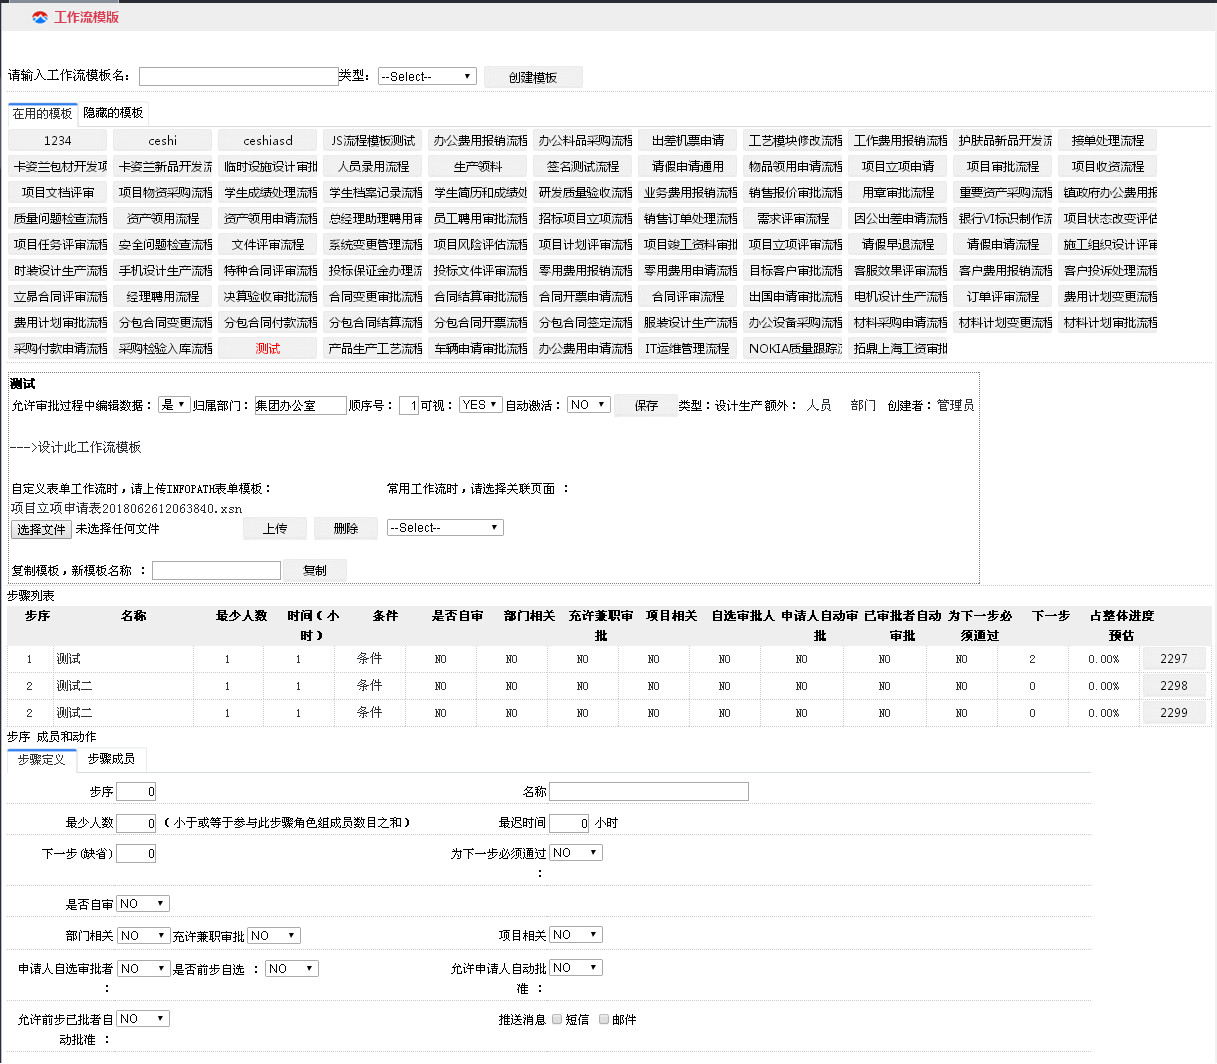 工作流模版
请输入工作流模板名： 类型： --Select-- 创建模板
在用的模板 隐藏的模板
1234 ceshi ceshiasd JS流程模板测试 办公费用报销流程 办公料品采购流程 出差机票申请 工艺模块修改流程 工作费用报销流程 护肤品新品开发流 接单处理流程
卡姿兰包材开发项 卡姿兰新品开发流 临时设施设计审批 人员录用流程 生产领料 签名测试流程 请假申请通用 物品领用申请流程 项目立项申请 项目审批流程 项目收资流程
项目文档评审 项目物资采购流程 学生成绩处理流程 学生档案记录流程 学生简历和成绩处 研发质量验收流程 业务费用报销流程 销售报价审批流程 用章审批流程 重要资产采购流程 镇政府办公费用报
质量问题检查流程 资产领用流程 资产领用申请流程 总经理助理聘用审 员工聘用审批流程 招标项目立项流程 销售订单处理流程 需求评审流程 因公出差申请流程 银行VI标识制作流 项目状态改变评估
项目任务评审流程 安全问题检查流程 文件评审流程 系统变更管理流程 项目风险评估流程 项目计划评审流程 项目竣工资料审批 项目立项评审流程 请假早退流程 请假申请流程 施工组织设计评审
时装设计生产流程 手机设计生产流程 特种合同评审流程 投标保证金办理流 投标文件评审流程 零用费用报销流程 零用费用申请流程 目标客户审批流程 客服效果评审流程 客户费用报销流程 客户投诉处理流程
立昂合同评审流程 经理聘用流程 决算验收审批流程 合同变更审批流程 合同结算审批流程 合同开票申请流程 合同评审流程 出国申请审批流程 电机设计生产流程 订单评审流程 费用计划变更流程
费用计划审批流程 分包合同变更流程 分包合同付款流程 分包合同结算流程 分包合同开票流程 分包合同签定流程 服装设计生产流程 办公设备采购流程 材料采购申请流程 材料计划变更流程 材料计划审批流程
采购付款申请流程 采购检验入库流程 测试 产品生产工艺流程 车辆申请审批流程 办公费用申请流程 IT运维管理流程 NOKIA质量跟踪流 拓鼎上海工资审批
测试
允许审批过程中编辑数据： 是 归属部门： 集团办公室 顺序号： 1 可视： YES 自动激活： NO 保存 类型：设计生产 额外： 人员 部门 创建者：管理员
--->设计此工作流模板
自定义表单工作流时，请上传INFOPATH表单模板： 常用工作流时，请选择关联页面 ：
项目立项申请表2018062612063840.xsn
选择文件 未选择任何文件 上传 删除 --Select--
复制模板，新模板名称 ： 复制
步骤列表
步序 名称 最少人数 时间（小时） 条件 是否自审 部门相关 充许兼职审批 项目相关 自选审批人 申请人自动审批 已审批者自动审批 为下一步必须通过 下一步 占整体进度预估
1 测试 1 1 条件 NO NO NO NO NO NO NO NO 2 0.00% 2297
2 测试二 1 1 条件 NO NO NO NO NO NO NO NO 0 0.00% 2298
2 测试二 1 1 条件 NO NO NO NO NO NO NO NO 0 0.00% 2299
步序 成员和动作
步骤定义 步骤成员
步序 0 名称
最少人数 0 （小于或等于参与此步骤角色组成员数目之和） 最迟时间 0 小时
下一步(缺省) 0 为下一步必须通过： NO
是否自审 NO
部门相关 NO 充许兼职审批 NO 项目相关 NO
申请人自选审批者： NO 是否前步自选 ： NO 允许申请人自动批准 ： NO
允许前步已批者自动批准 ： NO 推送消息 短信 邮件